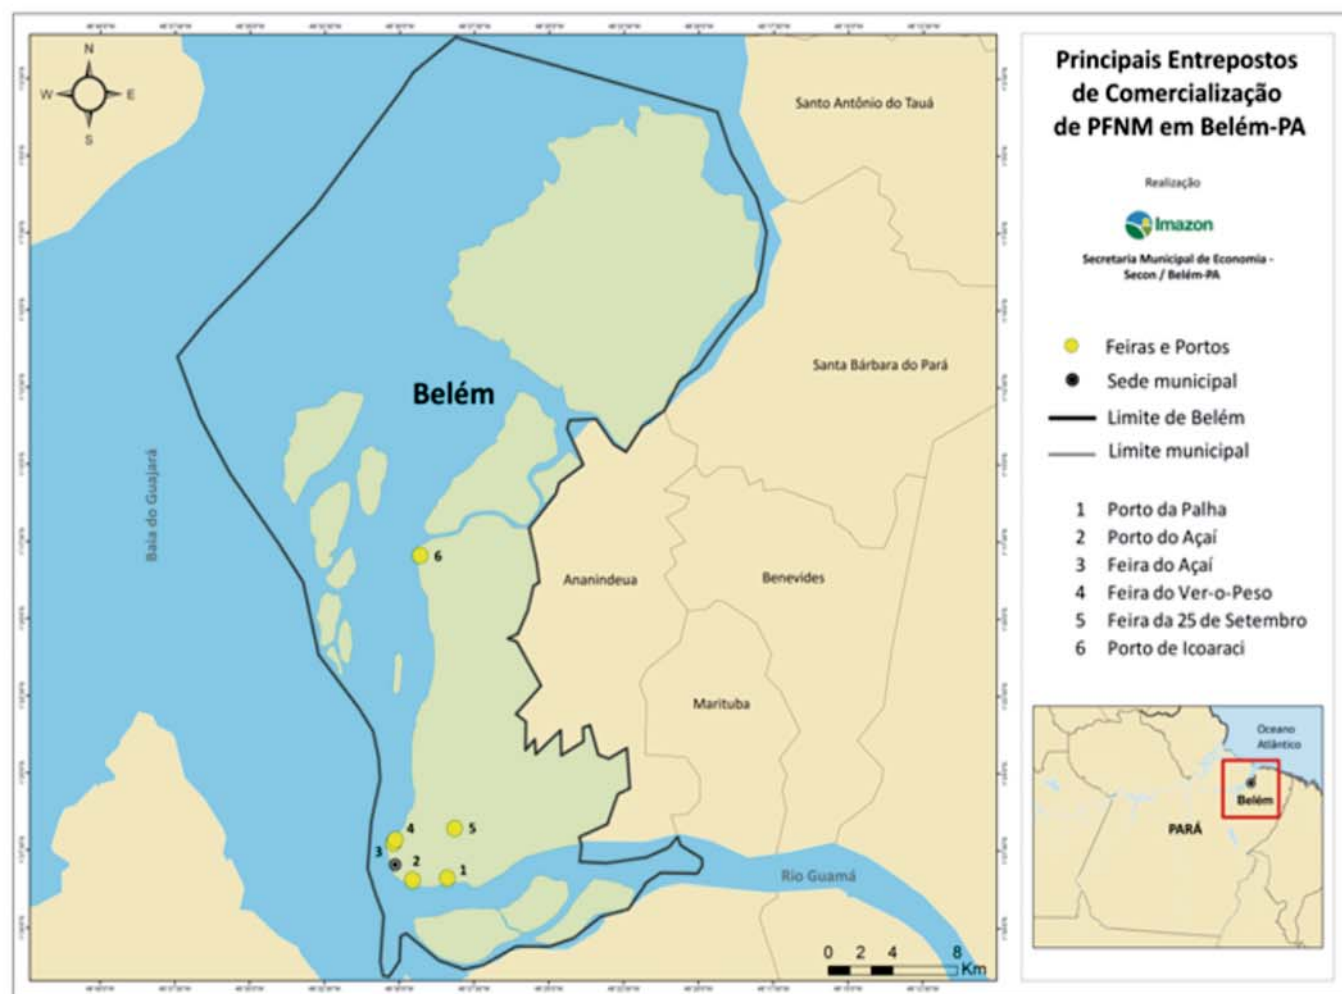 Principais Entrepostos
de Comercialização
de PFNM em Belém-PA
Realização
Imazon
Secretaria Municipal de Economia -
Secon / Belém-PA
Feiras e Portos
Sede municipal
Limite de Belém
Limite municipal
1 Porto da Palha
2 Porto do Açaí
3 Feira do Açaí
4 Feira do Ver-o-Peso
5 Feira da 25 de Setembro
6 Porto de Icoaraci
Oceano
Atlântico
Belém
PARÁ
N
W E
S
Santo Antônio do Tauá
Santa Bárbara do Pará
Belém
Baia do Guajará
6
Ananindeua
Benevides
Marituba
4
5
3
2
1
Rio Guamá
0 2 4 8
Km